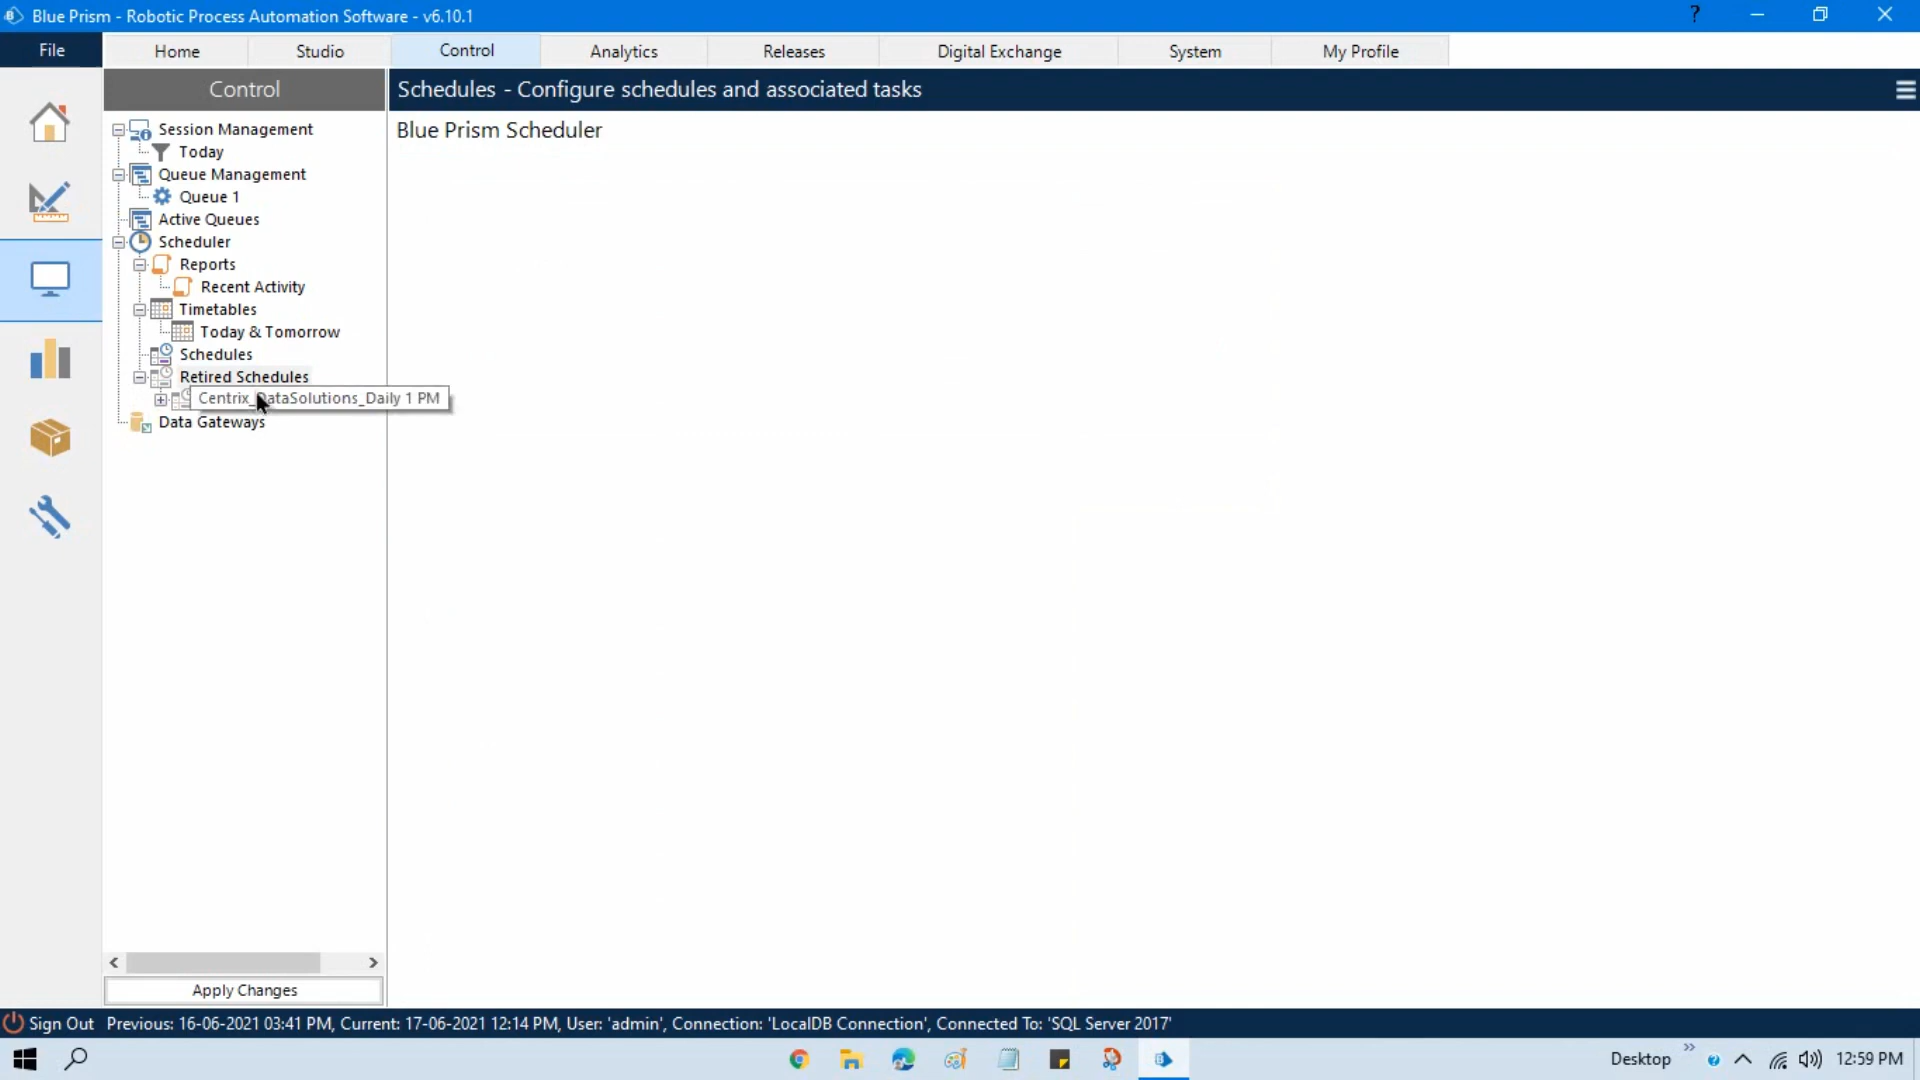 Blue Prism - Robotic Process Automation Software - v6.10.1
?
File
Home
Studio
Control
Analytics
Releases
Digital Exchange
System
My Profile
Control
Schedules - Configure schedules and associated tasks
Blue Prism Scheduler
Session Management
Today
Queue Management
Queue 1
Active Queues
Scheduler
Reports
Recent Activity
Timetables
Today & Tomorrow
Schedules
Retired Schedules
Centrix_DataSolutions_Daily 1 PM
Data Gateways
Apply Changes
Sign Out Previous: 16-06-2021 03:41 PM, Current: 17-06-2021 12:14 PM, User: 'admin', Connection: 'LocalDB Connection', Connected To: 'SQL Server 2017'
Desktop
12:59 PM